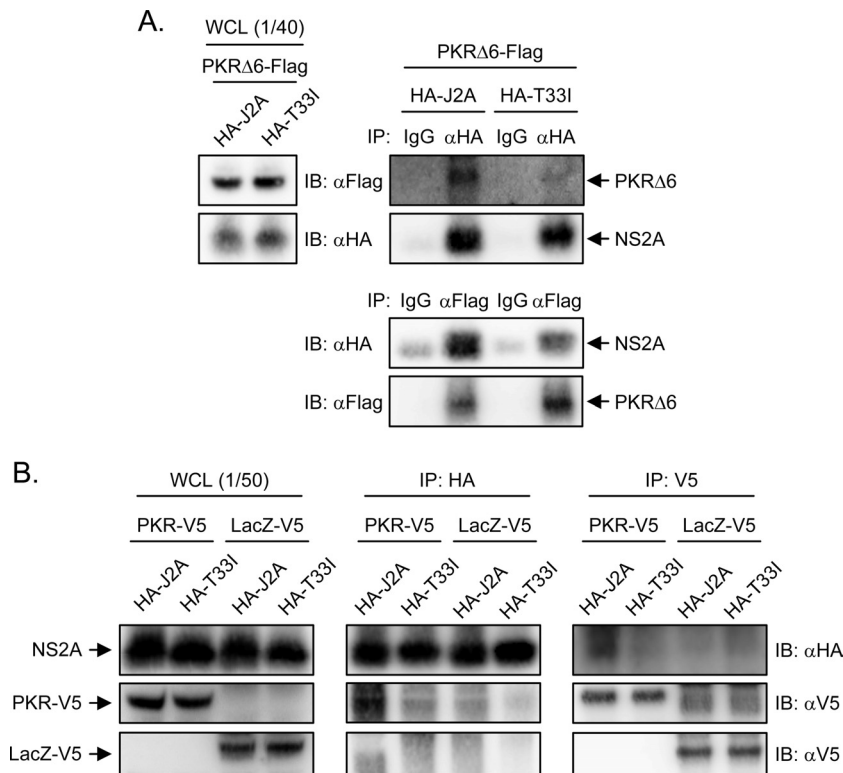 A.
WCL (1/40)
PKRΔ6-Flag
HA-J2A HA-T33I
PKRΔ6-Flag
HA-J2A HA-T33I
IP: IgG αHA IgG αHA
IB: αFlag PKRΔ6
IB: αHA NS2A
IP: IgG αFlag IgG αFlag
IB: αHA NS2A
IB: αFlag PKRΔ6
B.
WCL (1/50) IP: HA IP: V5
PKR-V5 LacZ-V5 PKR-V5 LacZ-V5 PKR-V5 LacZ-V5
HA-J2A HA-T33I HA-J2A HA-T33I HA-J2A HA-T33I HA-J2A HA-T33I HA-J2A HA-T33I HA-J2A HA-T33I
NS2A IB: αHA
PKR-V5 IB: αV5
LacZ-V5 IB: αV5